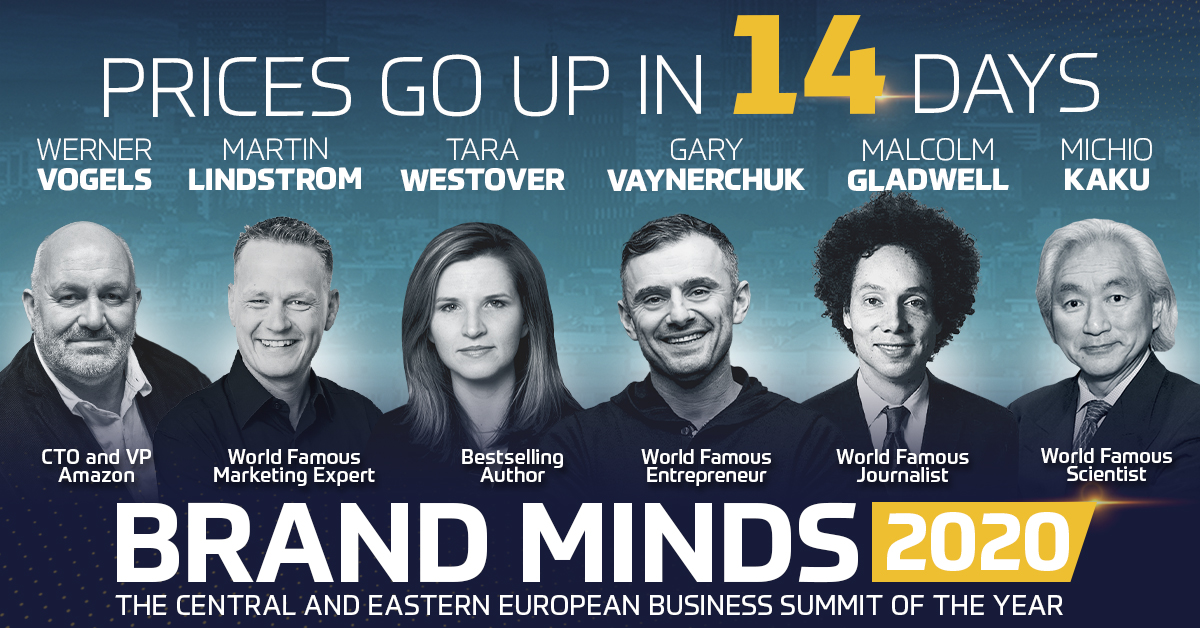 PRICES GO UP IN 14 DAYS
WERNER
VOGELS
MARTIN
LINDSTROM
TARA
WESTOVER
GARY
VAYNERCHUK
MALCOLM
GLADWELL
MICHIO
KAKU
CTO and VP
Amazon
World Famous
Marketing Expert
Bestselling
Author
World Famous
Entrepreneur
World Famous
Journalist
World Famous
Scientist
BRAND MINDS 2020
THE CENTRAL AND EASTERN EUROPEAN BUSINESS SUMMIT OF THE YEAR